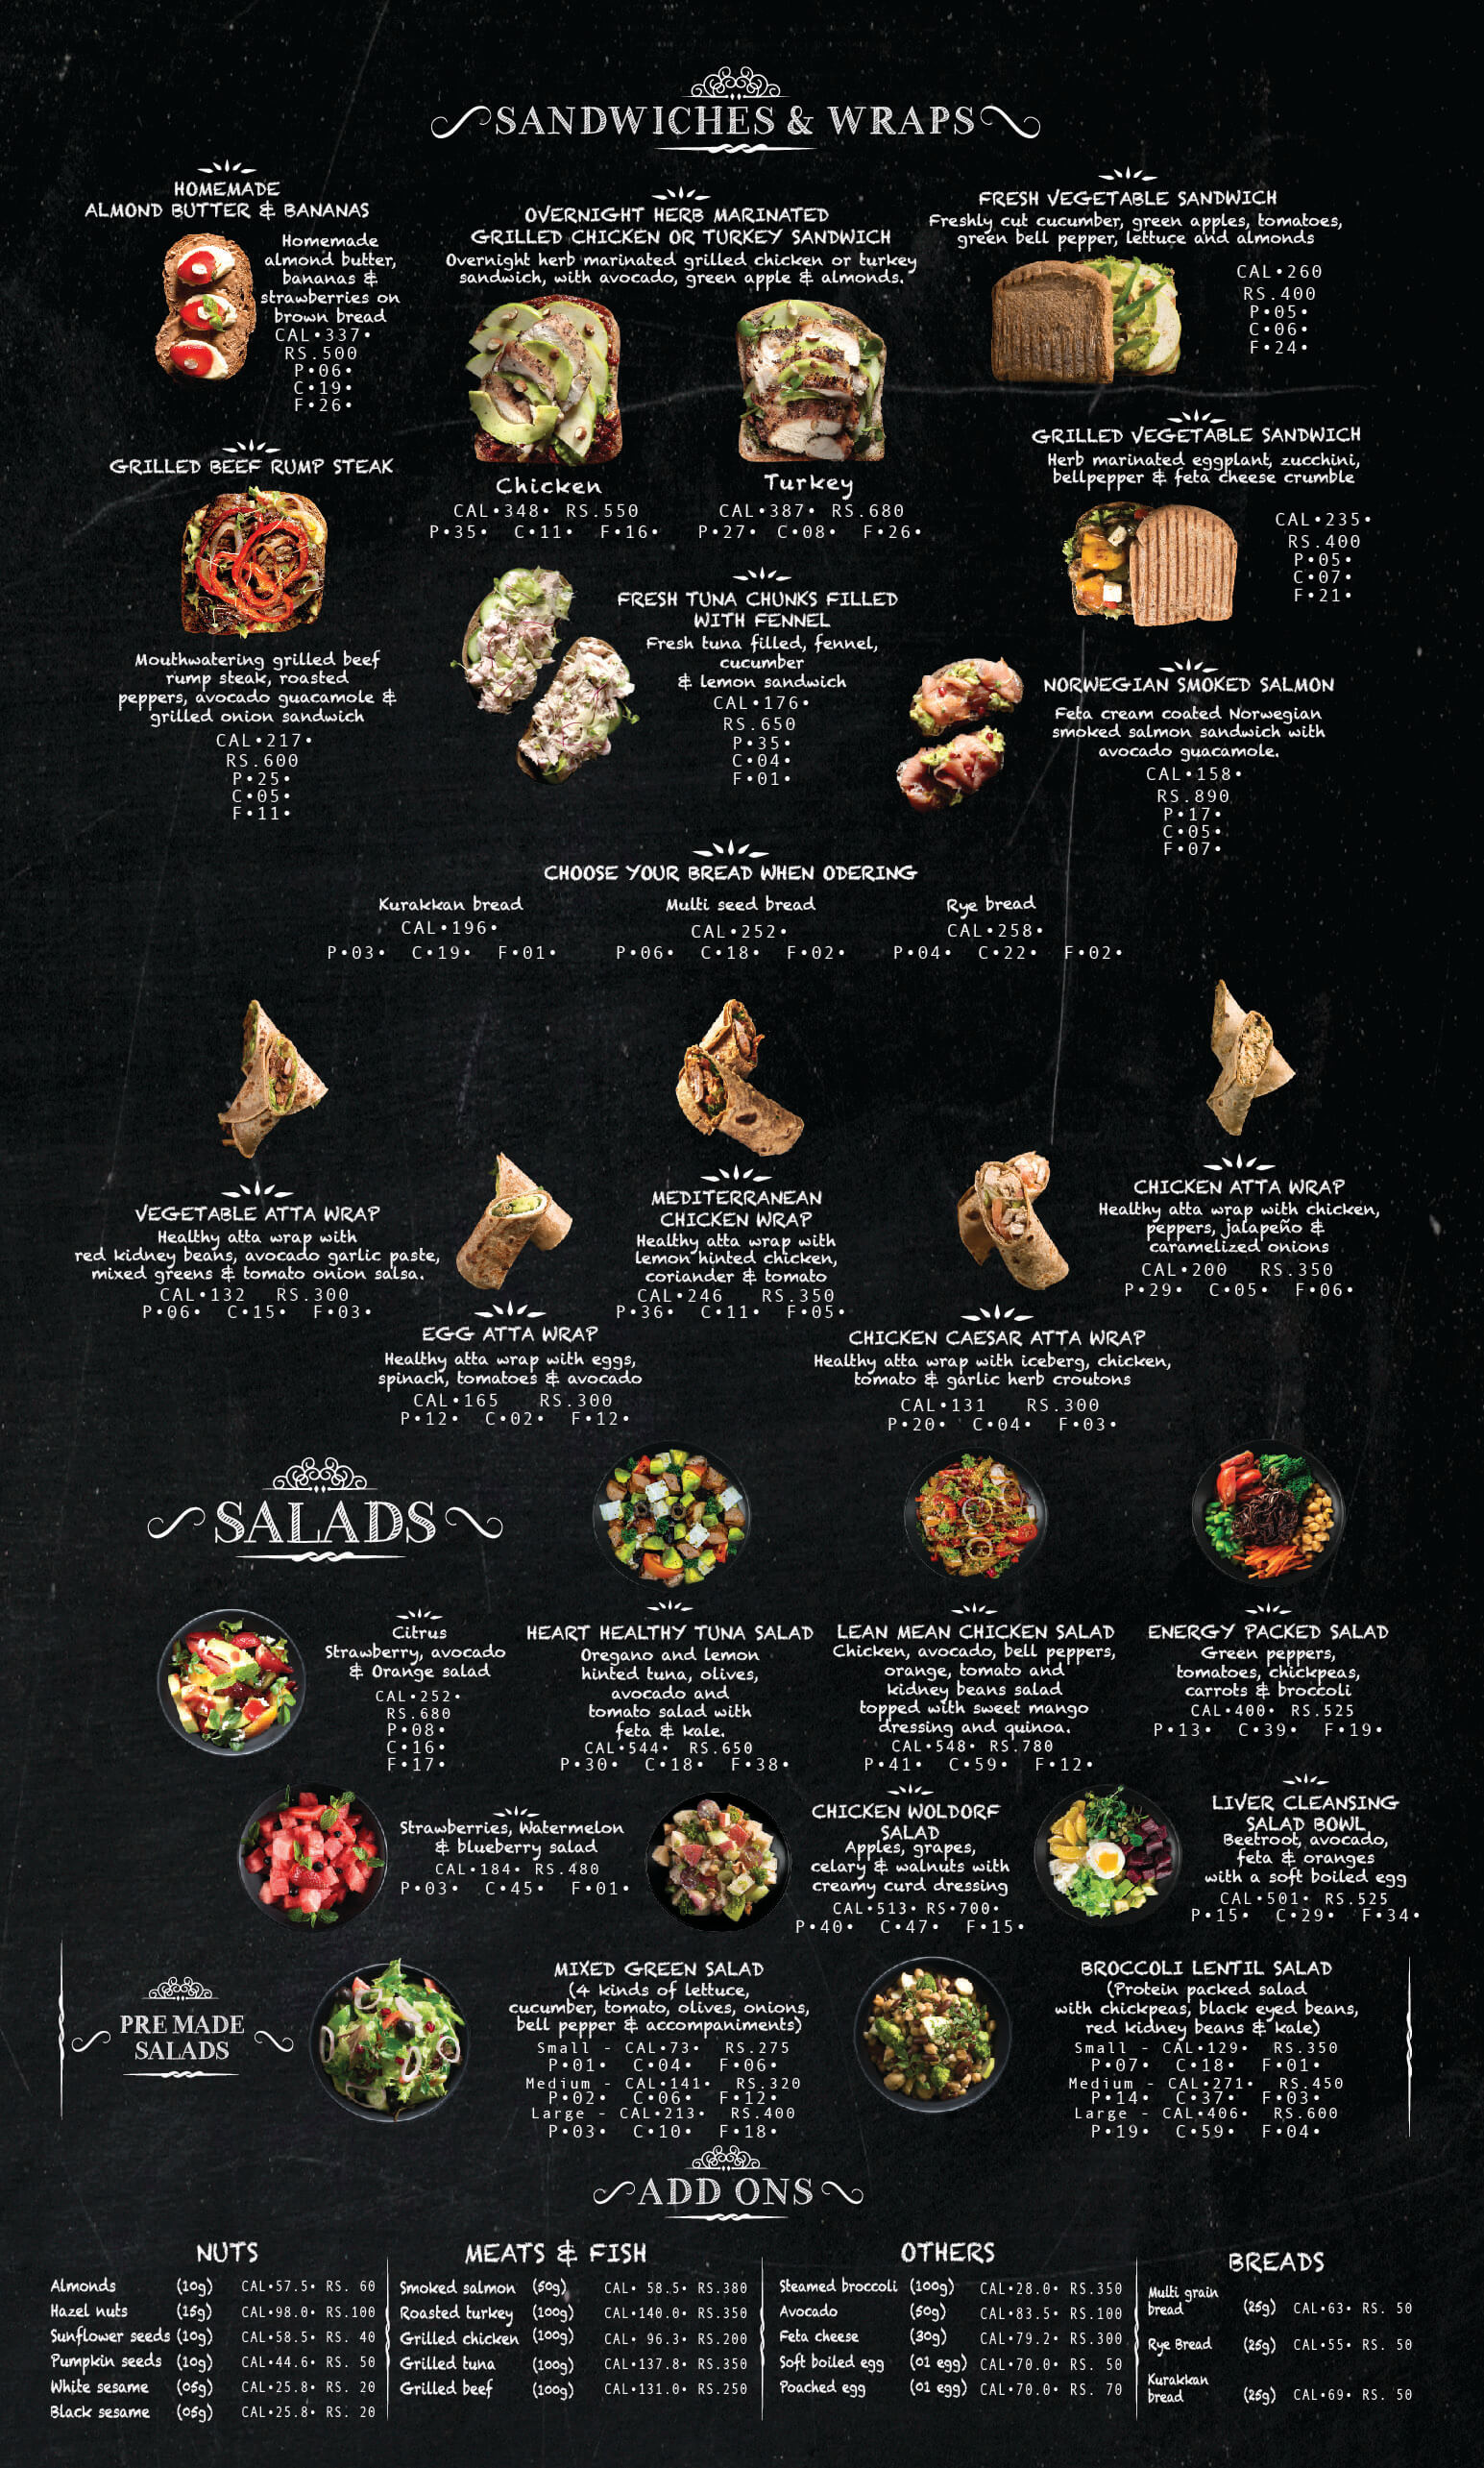 SANDWICHES & WRAPS
HOMEMADE
ALMOND BUTTER & BANANAS
Homemade
almond butter,
bananas &
strawberries on
brown bread
CAL•337•
RS.500
P•06•
C•19•
F•26•
OVERNIGHT HERB MARINATED
GRILLED CHICKEN OR TURKEY SANDWICH
Overnight herb marinated grilled chicken or turkey
sandwich, with avocado, green apple & almonds.
Chicken
CAL•348• RS.550
P•35• C•11• F•16•
Turkey
CAL•387• RS.680
P•27• C•08• F•26•
FRESH VEGETABLE SANDWICH
Freshly cut cucumber, green apples, tomatoes,
green bell pepper, lettuce and almonds
CAL•260
RS.400
P•05•
C•06•
F•24•
GRILLED BEEF RUMP STEAK
Mouthwatering grilled beef
rump steak, roasted
peppers, avocado guacamole &
grilled onion sandwich
CAL•217•
RS.600
P•25•
C•05•
F•11•
FRESH TUNA CHUNKS FILLED
WITH FENNEL
Fresh tuna filled, fennel,
cucumber
& lemon sandwich
CAL•176•
RS.650
P•35•
C•04•
F•01•
GRILLED VEGETABLE SANDWICH
Herb marinated eggplant, zucchini,
bellpepper & feta cheese crumble
CAL•235•
RS.400
P•05•
C•07•
F•21•
NORWEGIAN SMOKED SALMON
Feta cream coated Norwegian
smoked salmon sandwich with
avocado guacamole.
CAL•158•
RS.890
P•17•
C•05•
F•07•
CHOOSE YOUR BREAD WHEN ODERING
Kurakkan bread
CAL•196•
P•03• C•19• F•01•
Multi seed bread
CAL•252•
P•06• C•18• F•02•
Rye bread
CAL•258•
P•04• C•22• F•02•
VEGETABLE ATTA WRAP
Healthy atta wrap with
red kidney beans, avocado garlic paste,
mixed greens & tomato onion salsa.
CAL•132 RS.300
P•06• C•15• F•03•
EGG ATTA WRAP
Healthy atta wrap with eggs,
spinach, tomatoes & avocado
CAL•165 RS.300
P•12• C•02• F•12•
MEDITERRANEAN
CHICKEN WRAP
Healthy atta wrap with
lemon hinted chicken,
coriander & tomato
CAL•246 RS.350
P•36• C•11• F•05•
CHICKEN CAESAR ATTA WRAP
Healthy atta wrap with iceberg, chicken,
tomato & garlic herb croutons
CAL•131 RS.300
P•20• C•04• F•03•
CHICKEN ATTA WRAP
Healthy atta wrap with chicken,
peppers, jalapeño &
caramelized onions
CAL•200 RS.350
P•29• C•05• F•06•
SALADS
Citrus
Strawberry, avocado
& Orange salad
CAL•252•
RS.680
P•08•
C•16•
F•17•
HEART HEALTHY TUNA SALAD
Oregano and lemon
hinted tuna, olives,
avocado and
tomato salad with
feta & kale.
CAL•544• RS.650
P•30• C•18• F•38•
LEAN MEAN CHICKEN SALAD
Chicken, avocado, bell peppers,
orange, tomato and
kidney beans salad
topped with sweet mango
dressing and quinoa.
CAL•548• RS.780
P•41• C•59• F•12•
ENERGY PACKED SALAD
Green peppers,
tomatoes, chickpeas,
carrots & broccoli
CAL•400• RS.525
P•13• C•39• F•19•
Strawberries, Watermelon
& blueberry salad
CAL•184• RS.480
P•03• C•45• F•01•
CHICKEN WOLDORF
SALAD
Apples, grapes,
celary & walnuts with
creamy curd dressing
CAL•513• RS•700•
P•40• C•47• F•15•
LIVER CLEANSING
SALAD BOWL
Beetroot, avocado,
feta & oranges
with a soft boiled egg
CAL•501• RS.525
P•15• C•29• F•34•
PRE MADE
SALADS
MIXED GREEN SALAD
(4 kinds of lettuce,
cucumber, tomato, olives, onions,
bell pepper & accompaniments)
Small - CAL•73• RS.275
P•01• C•04• F•06•
Medium - CAL•141• RS.320
P•02• C•06• F•12•
Large - CAL•213• RS.400
P•03• C•10• F•18•
BROCCOLI LENTIL SALAD
(Protein packed salad
with chickpeas, black eyed beans,
red kidney beans & kale)
Small - CAL•129• RS.350
P•07• C•18• F•01•
Medium - CAL•271• RS.450
P•14• C•37• F•03•
Large - CAL•406• RS.600
P•19• C•59• F•04•
ADD ONS
NUTS
Almonds (10g) CAL•57.5• RS. 60
Hazel nuts (15g) CAL•98.0• RS.100
Sunflower seeds (10g) CAL•58.5• RS. 40
Pumpkin seeds (10g) CAL•44.6• RS. 50
White sesame (05g) CAL•25.8• RS. 20
Black sesame (05g) CAL•25.8• RS. 20
MEATS & FISH
Smoked salmon (50g) CAL• 58.5• RS.380
Roasted turkey (100g) CAL•140.0• RS.350
Grilled chicken (100g) CAL• 96.3• RS.200
Grilled tuna (100g) CAL•137.8• RS.350
Grilled beef (100g) CAL•131.0• RS.250
OTHERS
Steamed broccoli (100g) CAL•28.0• RS.350
Avocado (50g) CAL•83.5• RS.100
Feta cheese (30g) CAL•79.2• RS.300
Soft boiled egg (01 egg) CAL•70.0• RS. 50
Poached egg (01 egg) CAL•70.0• RS. 70
BREADS
Multi grain
bread (25g) CAL•63• RS. 50
Rye Bread (25g) CAL•55• RS. 50
Kurakkan
bread (25g) CAL•69• RS. 50